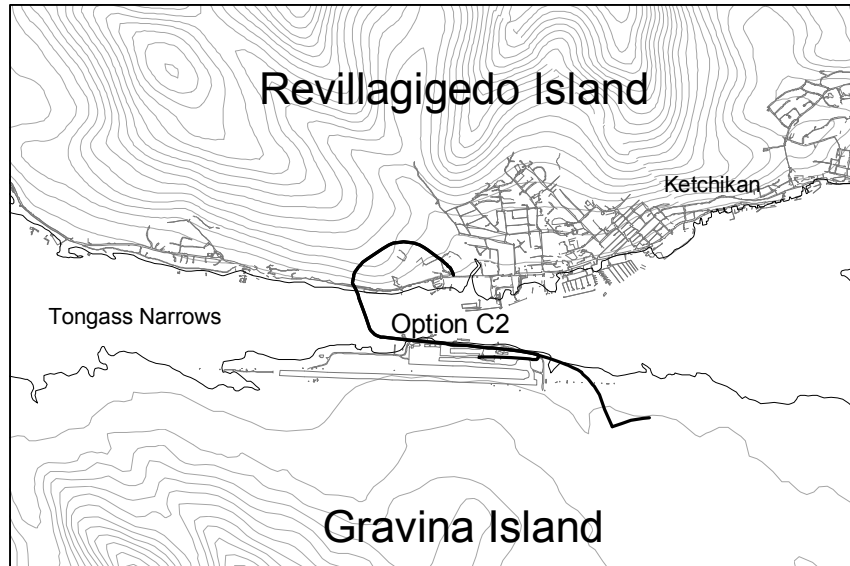 Revillagigedo Island
Ketchikan
Tongass Narrows
Option C2
Gravina Island